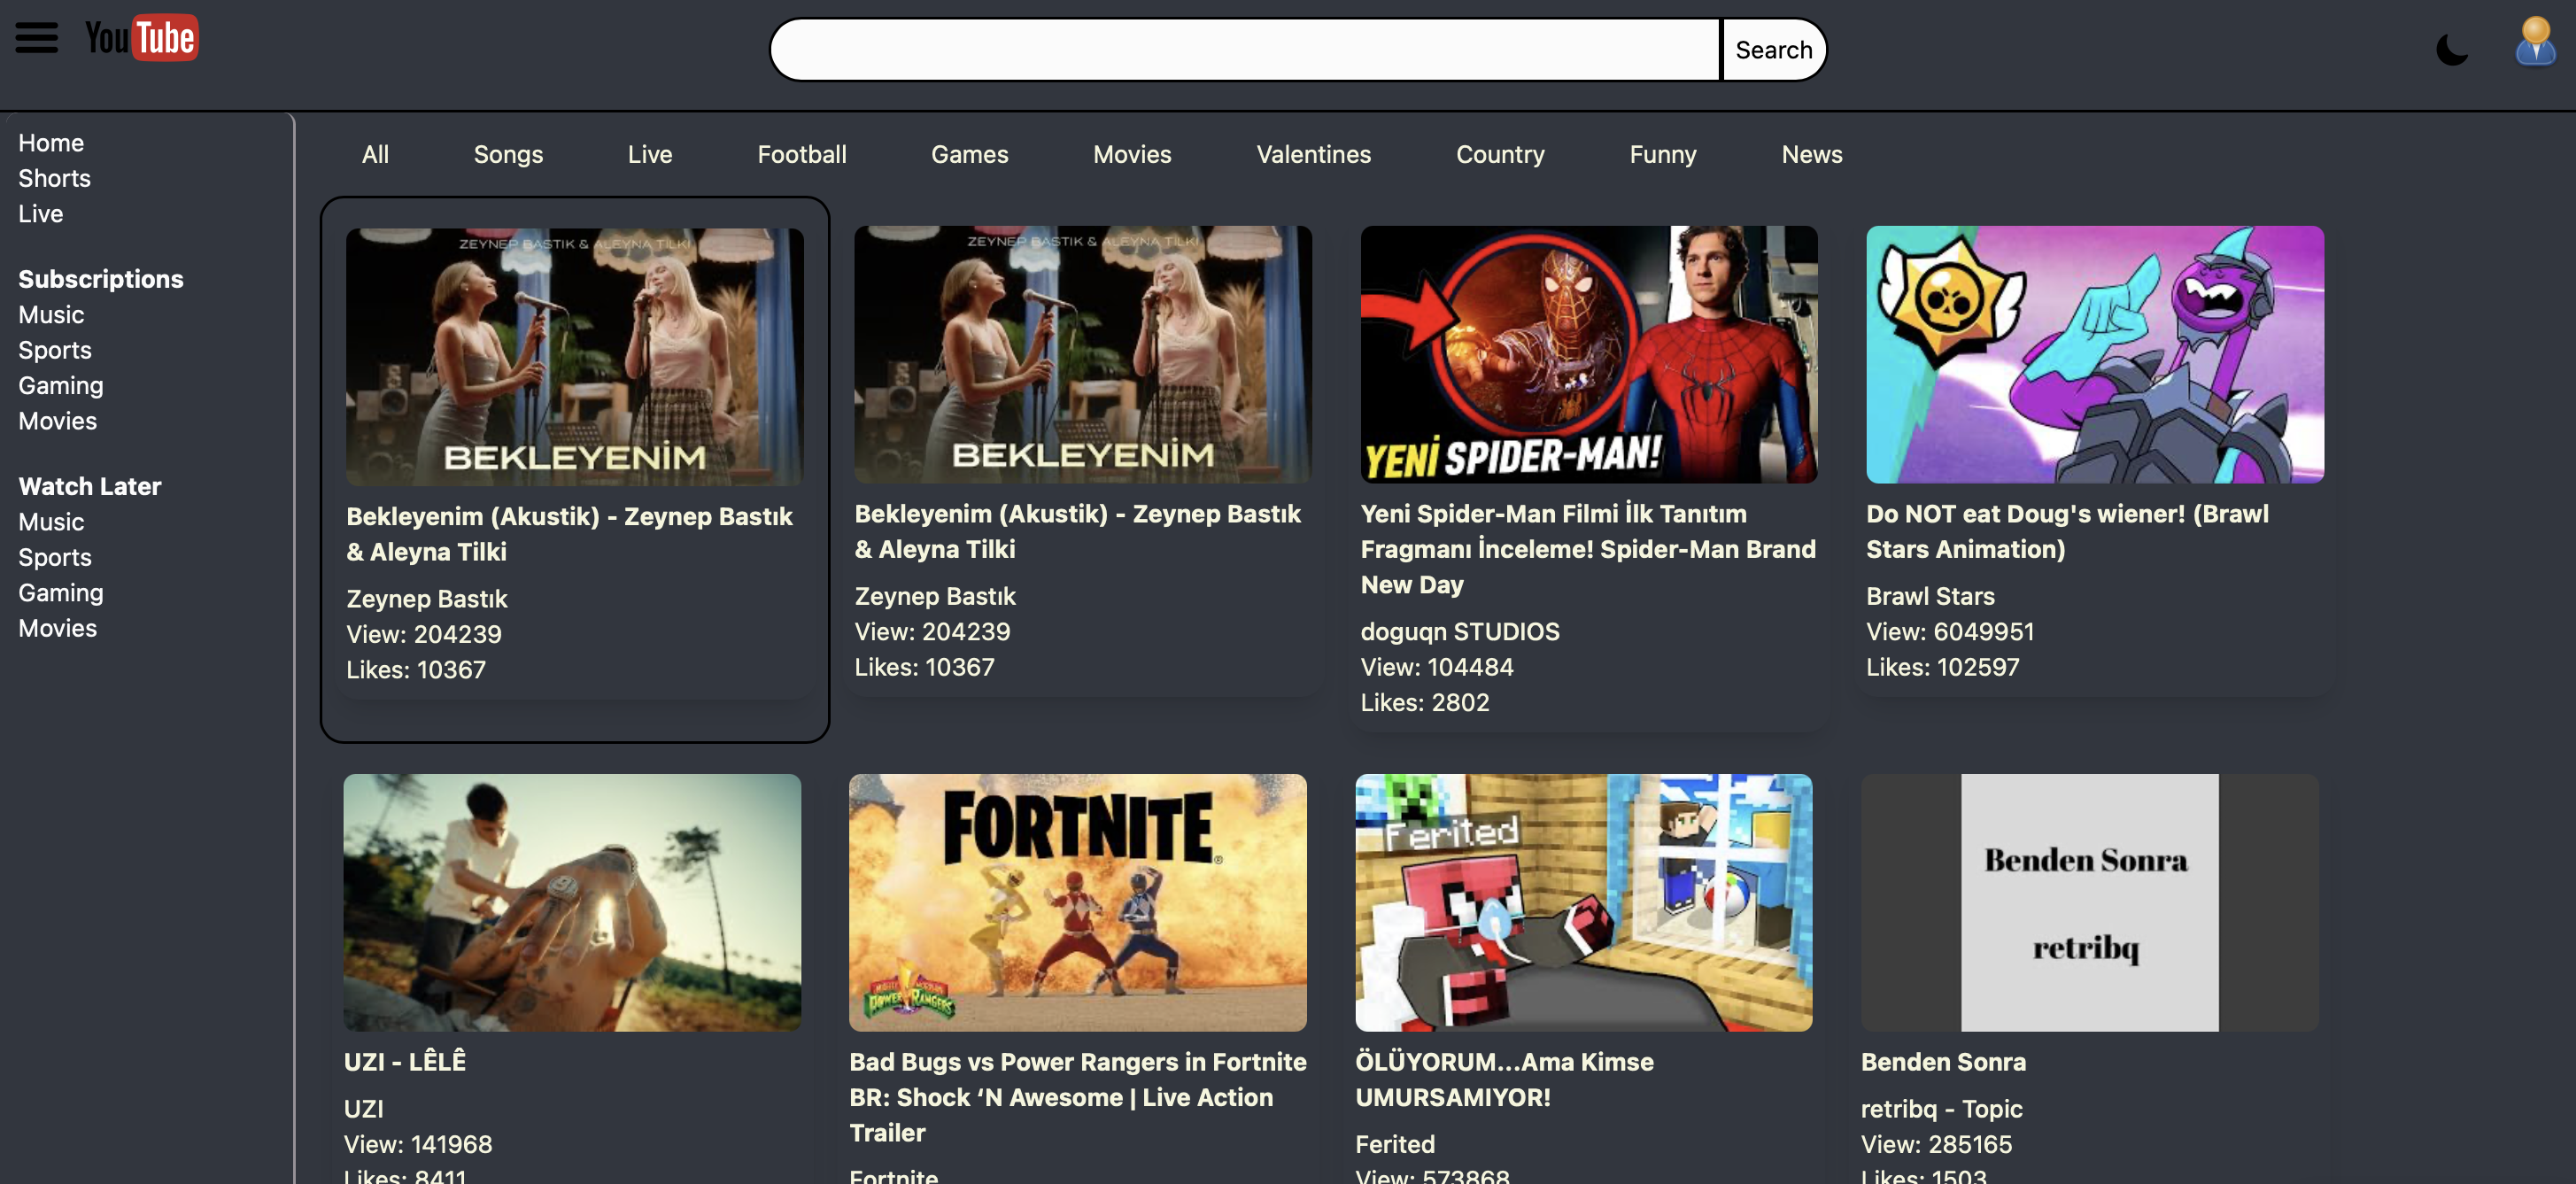 YouTube
Search
Home
Shorts
Live
Subscriptions
Music
Sports
Gaming
Movies
Watch Later
Music
Sports
Gaming
Movies
All Songs Live Football Games Movies Valentines Country Funny News
ZEYNEP BASTIK & ALEYNA TILKI
BEKLEYENİM
Bekleyenim (Akustik) - Zeynep Bastık
& Aleyna Tilki
Zeynep Bastık
View: 204239
Likes: 10367
ZEYNEP BASTIK & ALEYNA TILKI
BEKLEYENİM
Bekleyenim (Akustik) - Zeynep Bastık
& Aleyna Tilki
Zeynep Bastık
View: 204239
Likes: 10367
YENİ SPIDER-MAN!
Yeni Spider-Man Filmi İlk Tanıtım
Fragmanı İnceleme! Spider-Man Brand
New Day
doguqn STUDIOS
View: 104484
Likes: 2802
Do NOT eat Doug's wiener! (Brawl
Stars Animation)
Brawl Stars
View: 6049951
Likes: 102597
UZI - LÊLÊ
UZI
View: 141968
Likes: 8411
FORTNITE
POWER RANGERS
Bad Bugs vs Power Rangers in Fortnite
BR: Shock ‘N Awesome | Live Action
Trailer
Fortnite
Ferited
ÖLÜYORUM...Ama Kimse
UMURSAMIYOR!
Ferited
View: 573868
Benden Sonra
retribq
Benden Sonra
retribq - Topic
View: 285165
Likes: 1503